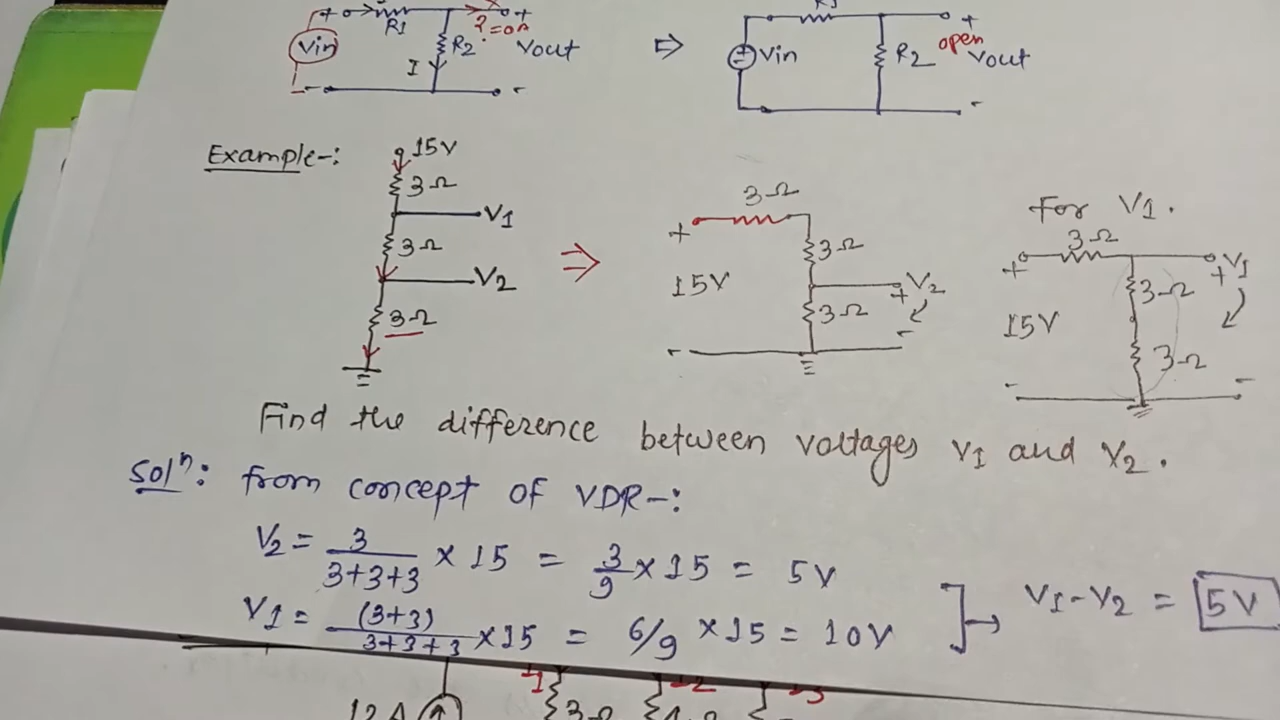 + R1 ?=0A +
Vin R2 Vout
I
- -
⇒
Vin R2 open +
Vout
-
Example-:
15V
3Ω
V1
3Ω
V2
3Ω
⇒
3Ω
+ 3Ω
15V + V2
3Ω
- -
For V1.
3Ω
+ + V1
3Ω
15V
3Ω
- -
Find the difference between voltages V1 and V2.
Solⁿ: from concept of VDR-:
V2 = 3/3+3+3 × 15 = 3/9 × 15 = 5V
V1 = (3+3)/3+3+3 × 15 = 6/9 × 15 = 10V
→ V1-V2 = 5V
12A 3Ω